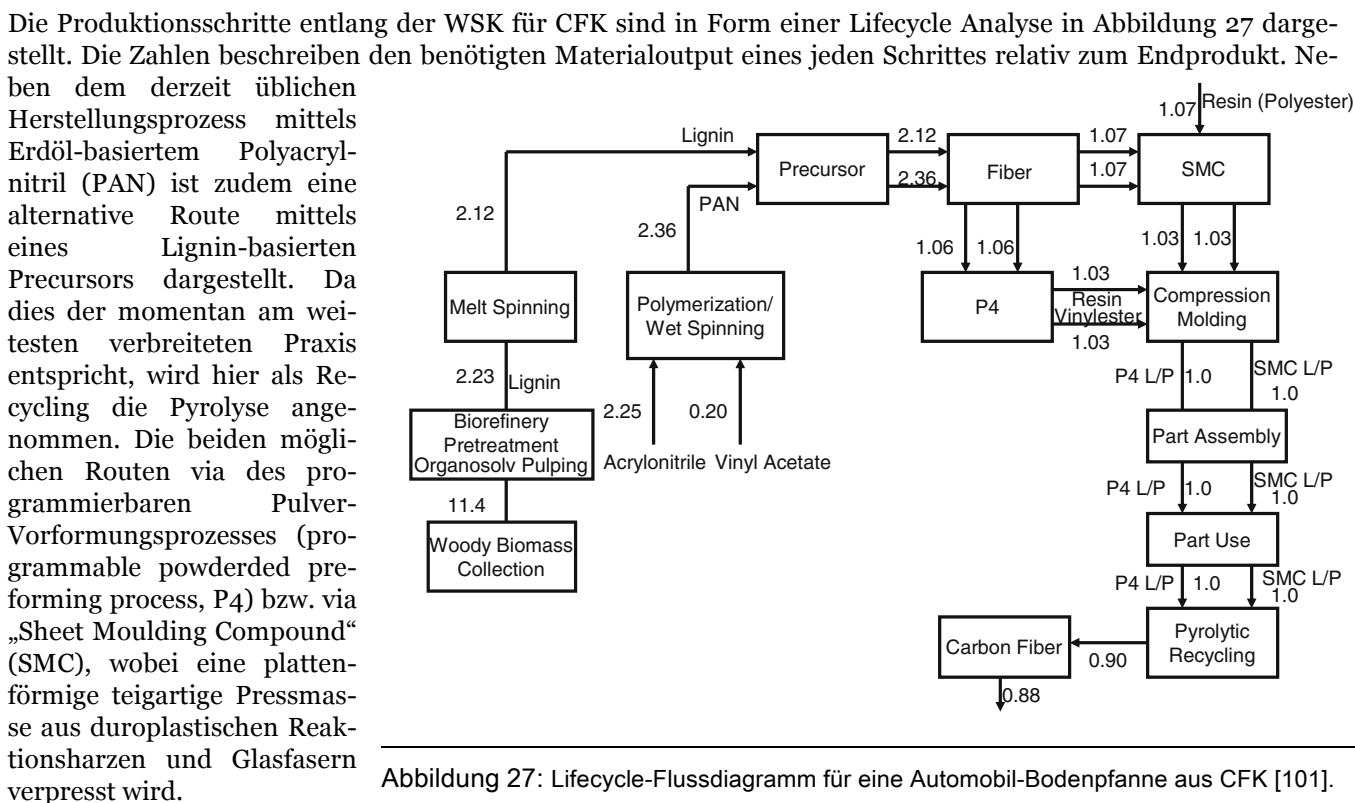 Die Produktionsschritte entlang der WSK für CFK sind in Form einer Lifecycle Analyse in Abbildung 27 darge-
stellt. Die Zahlen beschreiben den benötigten Materialoutput eines jeden Schrittes relativ zum Endprodukt. Ne-
ben dem derzeit üblichen
Herstellungsprozess mittels
Erdöl-basiertem Polyacryl-
nitril (PAN) ist zudem eine
alternative Route mittels
eines Lignin-basierten
Precursors dargestellt. Da
dies der momentan am wei-
testen verbreiteten Praxis
entspricht, wird hier als Re-
cycling die Pyrolyse ange-
nommen. Die beiden mögli-
chen Routen via des pro-
grammierbaren Pulver-
Vorformungsprozesses (pro-
grammable powderded pre-
forming process, P4) bzw. via
„Sheet Moulding Compound“
(SMC), wobei eine platten-
förmige teigartige Pressmas-
se aus duroplastischen Reak-
tionsharzen und Glasfasern
verpresst wird.
Resin (Polyester)
1.07
Lignin
2.12
1.07
Precursor
Fiber
SMC
2.36
1.07
PAN
2.12
2.36
1.06
1.06
1.03
1.03
Melt Spinning
Polymerization/
Wet Spinning
P4
1.03
Resin
Vinylester
1.03
Compression
Molding
2.23
Lignin
P4 L/P
1.0
SMC L/P
1.0
2.25
0.20
Biorefinery
Pretreatment
Organosolv Pulping
Acrylonitrile
Vinyl Acetate
Part Assembly
P4 L/P
1.0
SMC L/P
1.0
11.4
Woody Biomass
Collection
Part Use
P4 L/P
1.0
SMC L/P
1.0
Carbon Fiber
0.90
Pyrolytic
Recycling
0.88
Abbildung 27: Lifecycle-Flussdiagramm für eine Automobil-Bodenpfanne aus CFK [101].